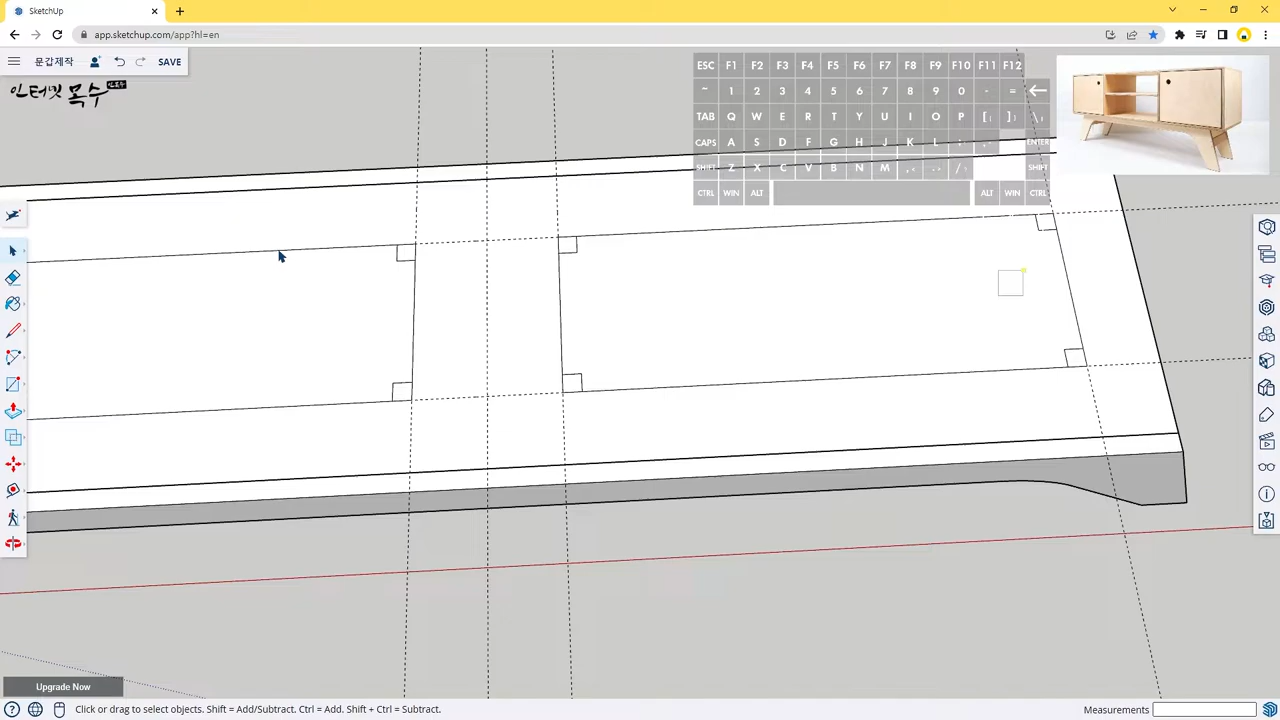 SketchUp
app.sketchup.com/app?hl=en
문갑제작
SAVE
인터넷 목수
ESC F1 F2 F3 F4 F5 F6 F7 F8 F9 F10 F11 F12
~ 1 2 3 4 5 6 7 8 9 0 - =
TAB Q W E R T Y U I O P [ ] \
CAPS A S D F G H J K L ENTER
SHIFT Z X C V B N M SHIFT
CTRL WIN ALT ALT WIN CTRL
Upgrade Now
Click or drag to select objects. Shift = Add/Subtract. Ctrl = Add. Shift + Ctrl = Subtract.
Measurements